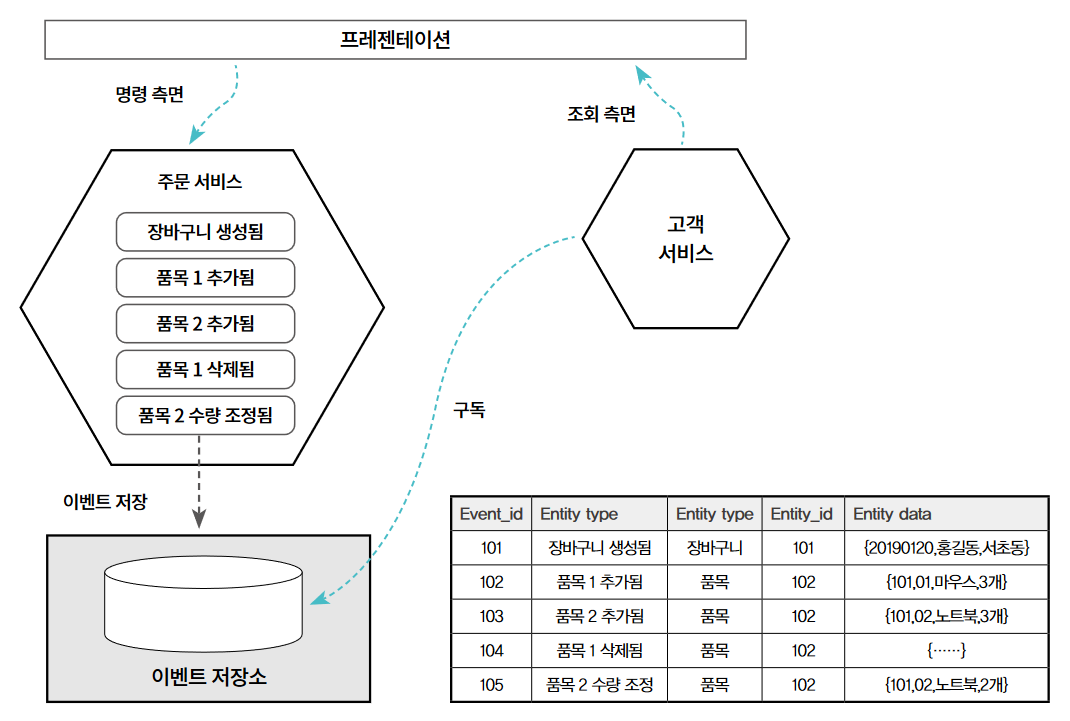 프레젠테이션
명령 측면
조회 측면
주문 서비스
장바구니 생성됨
품목 1 추가됨
품목 2 추가됨
품목 1 삭제됨
품목 2 수량 조정됨
고객
서비스
구독
이벤트 저장
이벤트 저장소
Event_id Entity type Entity type Entity_id Entity data
101 장바구니 생성됨 장바구니 101 {20190120,홍길동,서초동}
102 품목 1 추가됨 품목 102 {101,01,마우스,3개}
103 품목 2 추가됨 품목 102 {101,02,노트북,3개}
104 품목 1 삭제됨 품목 102 {……}
105 품목 2 수량 조정 품목 102 {101,02,노트북,2개}